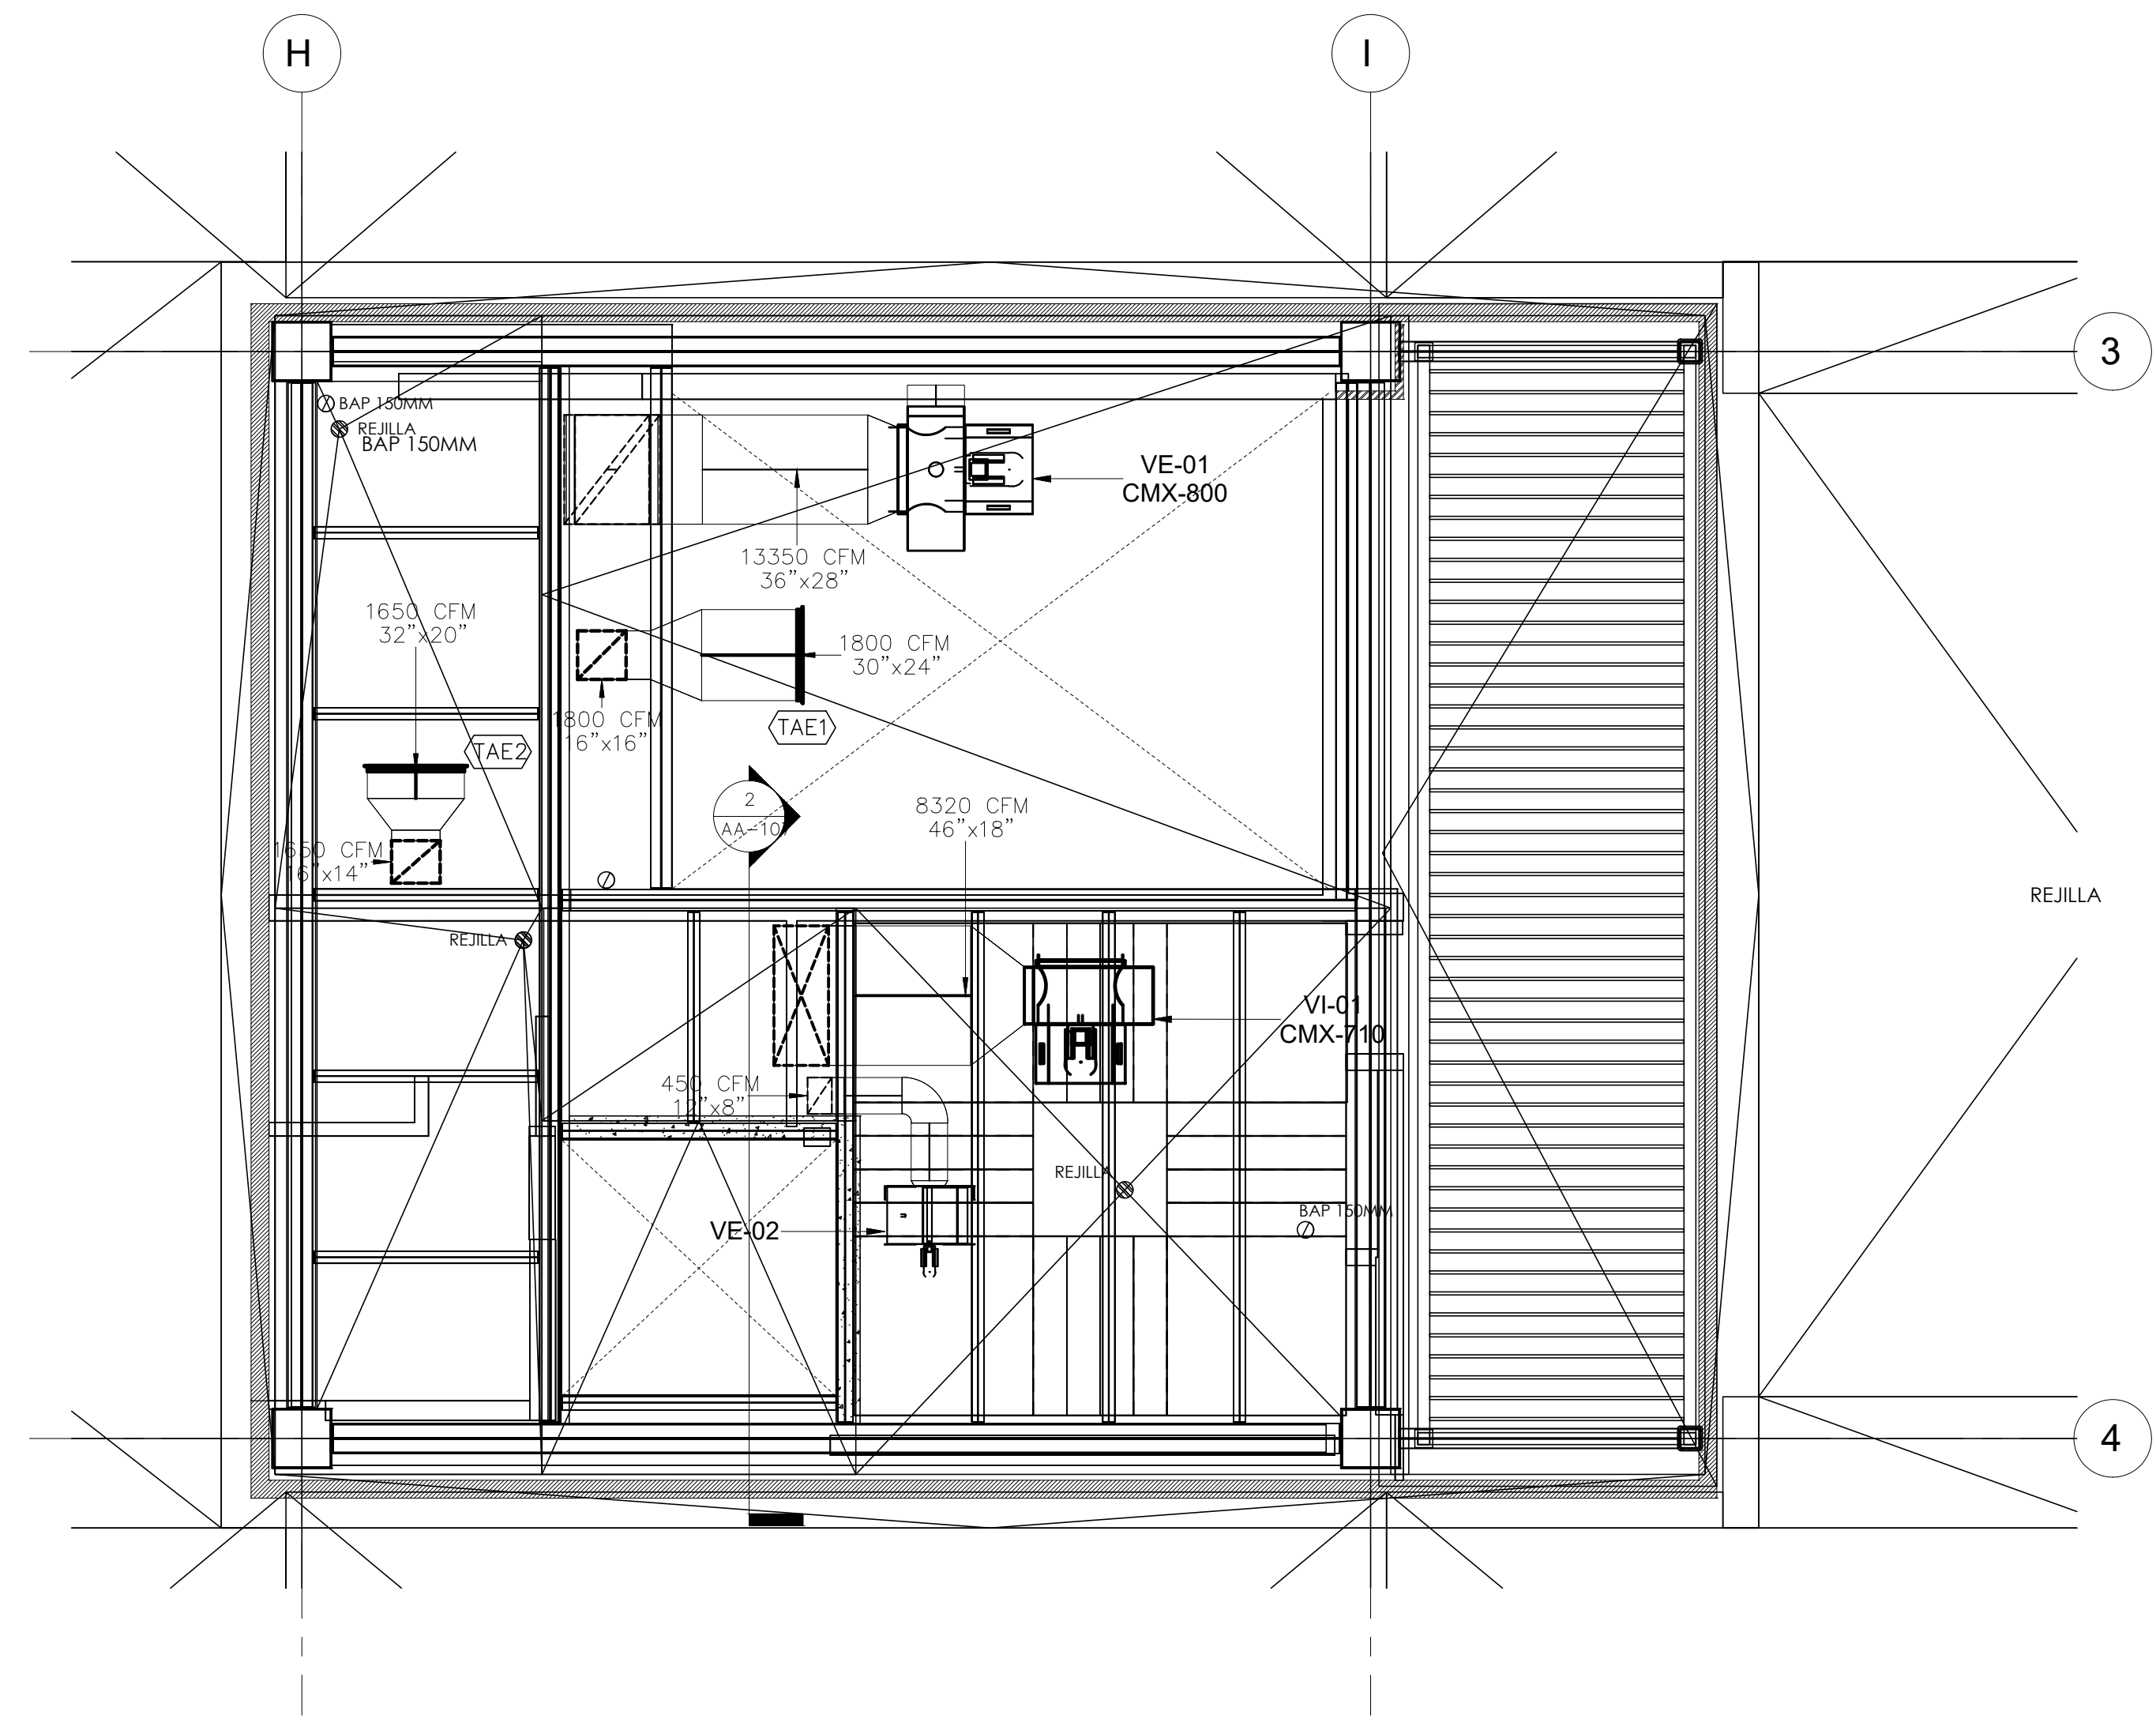 H
I
3
BAP 150MM
REJILLA
BAP 150MM
VE-01
CMX-800
13350 CFM
36"x28"
1650 CFM
32"x20"
1800 CFM
30"x24"
1800 CFM
16"x16"
TAE1
TAE2
2
AA-107
8320 CFM
46"x18"
1650 CFM
16"x14"
REJILLA
REJILLA
VI-01
CMX-710
450 CFM
12"x8"
REJILLA
BAP 150MM
VE-02
4